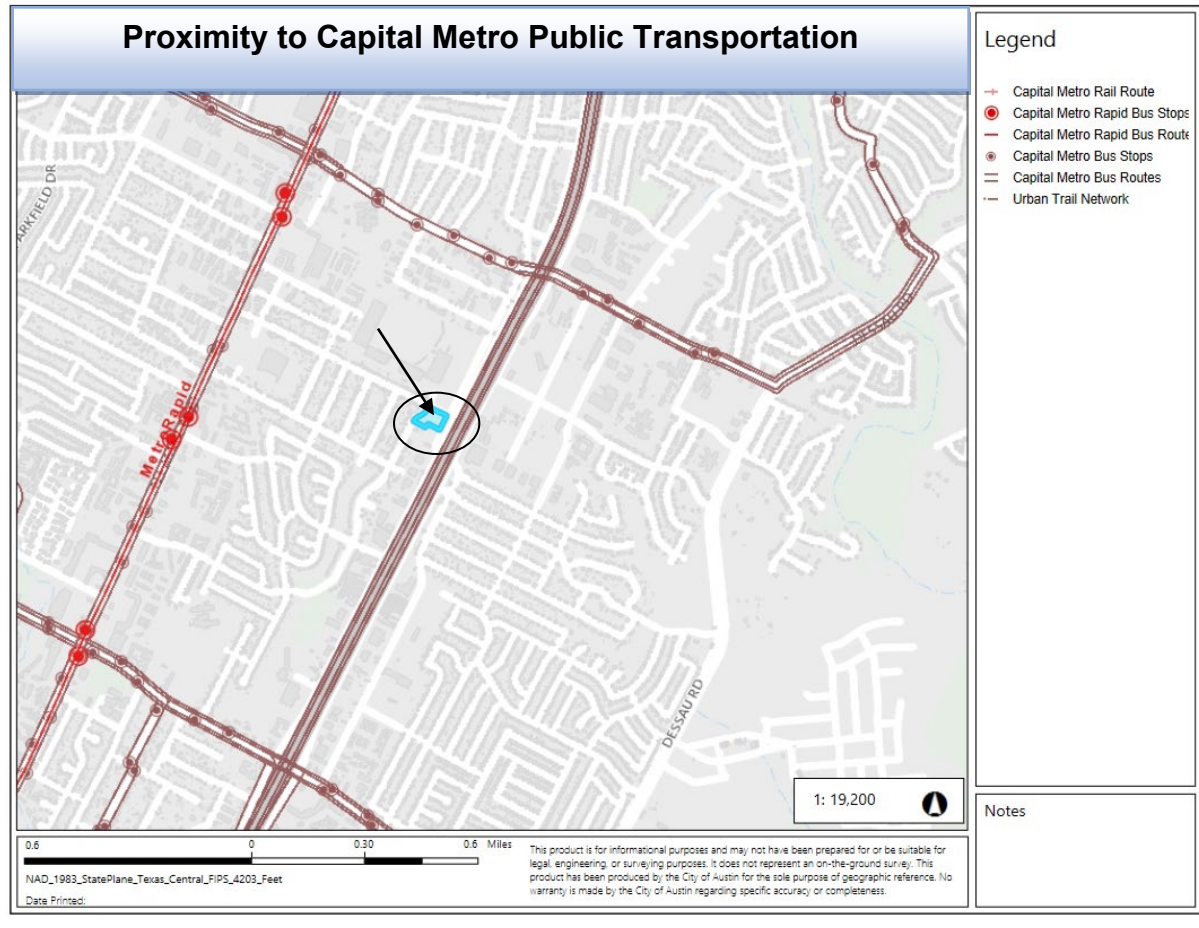 Proximity to Capital Metro Public Transportation
Legend
Capital Metro Rail Route
Capital Metro Rapid Bus Stops
Capital Metro Rapid Bus Route
Capital Metro Bus Stops
Capital Metro Bus Routes
Urban Trail Network
ARKFIELD DR
MetroRapid
DESSAU RD
1: 19,200
Notes
0.6 0 0.30 0.6 Miles
NAD_1983_StatePlane_Texas_Central_FIPS_4203_Feet
Date Printed:
This product is for informational purposes and may not have been prepared for or be suitable for
legal, engineering, or surveying purposes. It does not represent an on-the-ground survey. This
product has been produced by the City of Austin for the sole purpose of geographic reference. No
warranty is made by the City of Austin regarding specific accuracy or completeness.